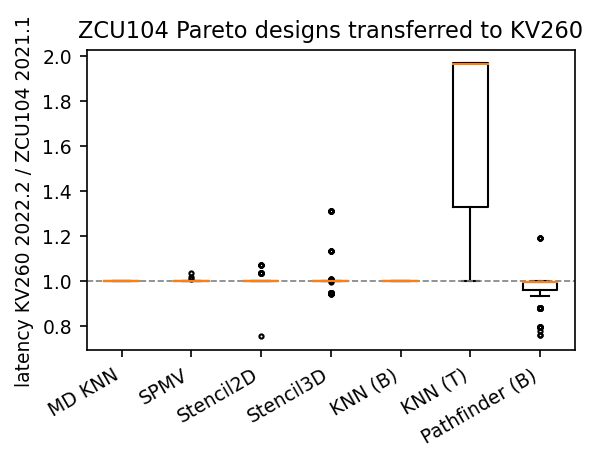 ZCU104 Pareto designs transferred to KV260
latency KV260 2022.2 / ZCU104 2021.1
2.0
1.8
1.6
1.4
1.2
1.0
0.8
MD KNN
SPMV
Stencil2D
Stencil3D
KNN (B)
KNN (T)
Pathfinder (B)